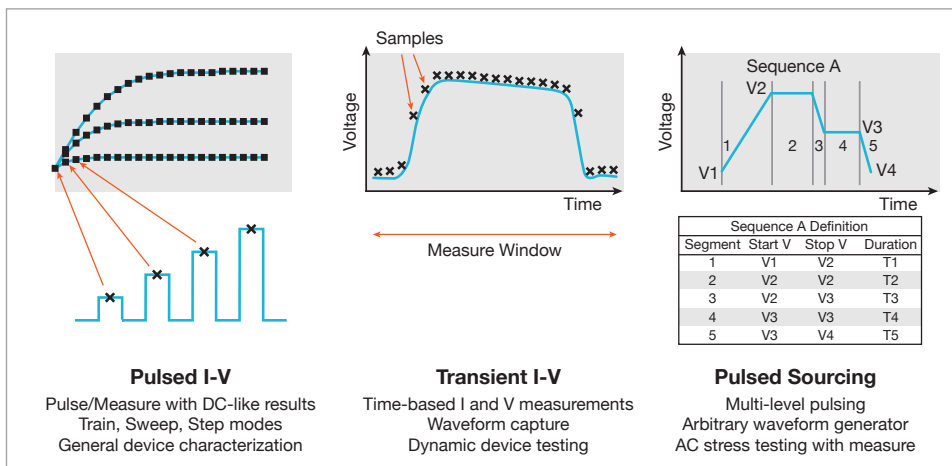 Samples
Voltage
Time
Measure Window
Voltage
Sequence A
V1
V2
V3
V4
1
2
3
4
5
Time
Sequence A Definition
Segment Start V Stop V Duration
1 V1 V2 T1
2 V2 V2 T2
3 V2 V3 T3
4 V3 V3 T4
5 V3 V4 T5
Pulsed I-V
Pulse/Measure with DC-like results
Train, Sweep, Step modes
General device characterization
Transient I-V
Time-based I and V measurements
Waveform capture
Dynamic device testing
Pulsed Sourcing
Multi-level pulsing
Arbitrary waveform generator
AC stress testing with measure